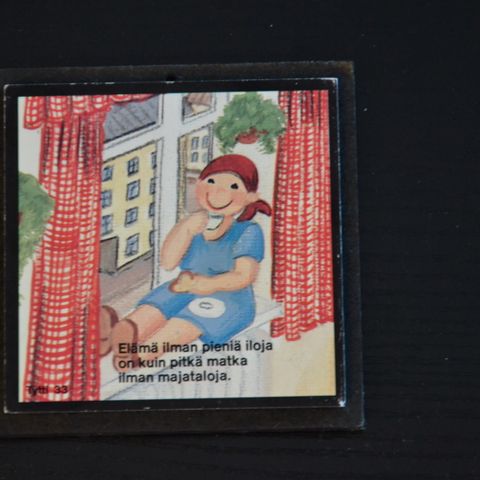 Elämä ilman pieniä iloja
on kuin pitkä matka
ilman majataloja.
Tytti 33